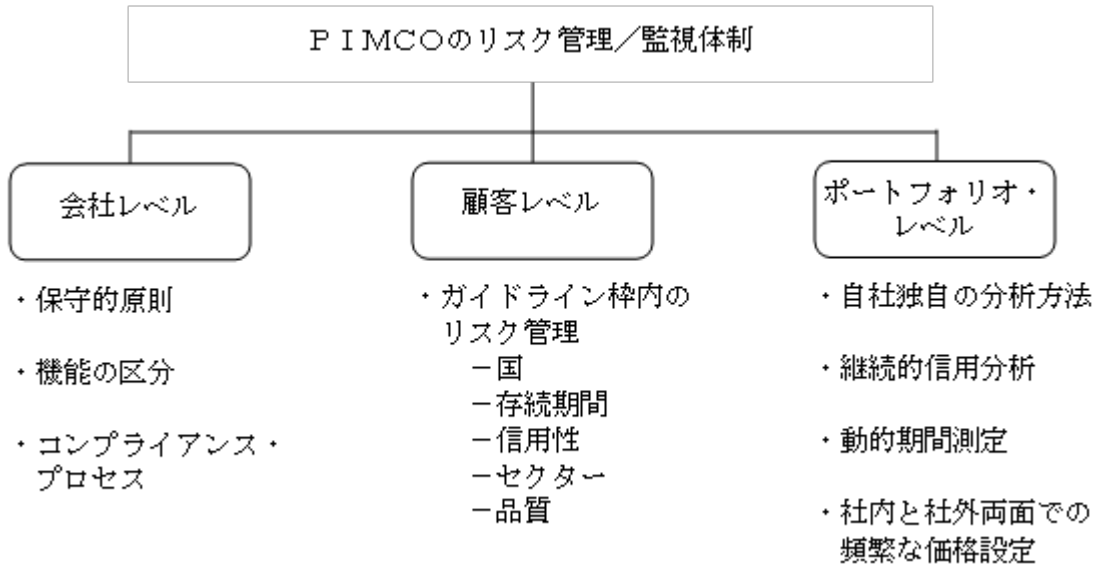 ＰＩＭＣＯのリスク管理／監視体制
会社レベル
・保守的原則
・機能の区分
・コンプライアンス・
プロセス
顧客レベル
・ガイドライン枠内の
リスク管理
－国
－存続期間
－信用性
－セクター
－品質
ポートフォリオ・
レベル
・自社独自の分析方法
・継続的信用分析
・動的期間測定
・社内と社外両面での
頻繁な価格設定